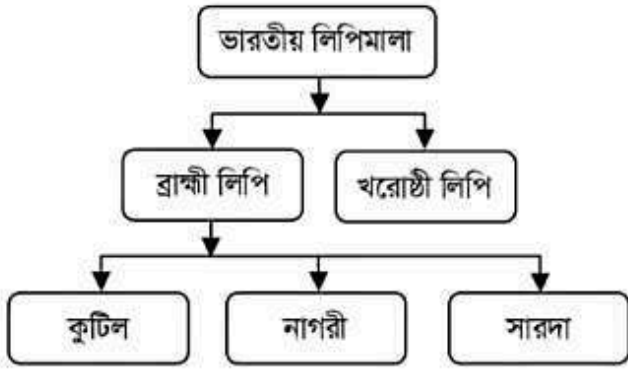 ভারতীয় লিপিমালা
ব্রাহ্মী লিপি
খরোষ্ঠী লিপি
কুটিল
নাগরী
সারদা